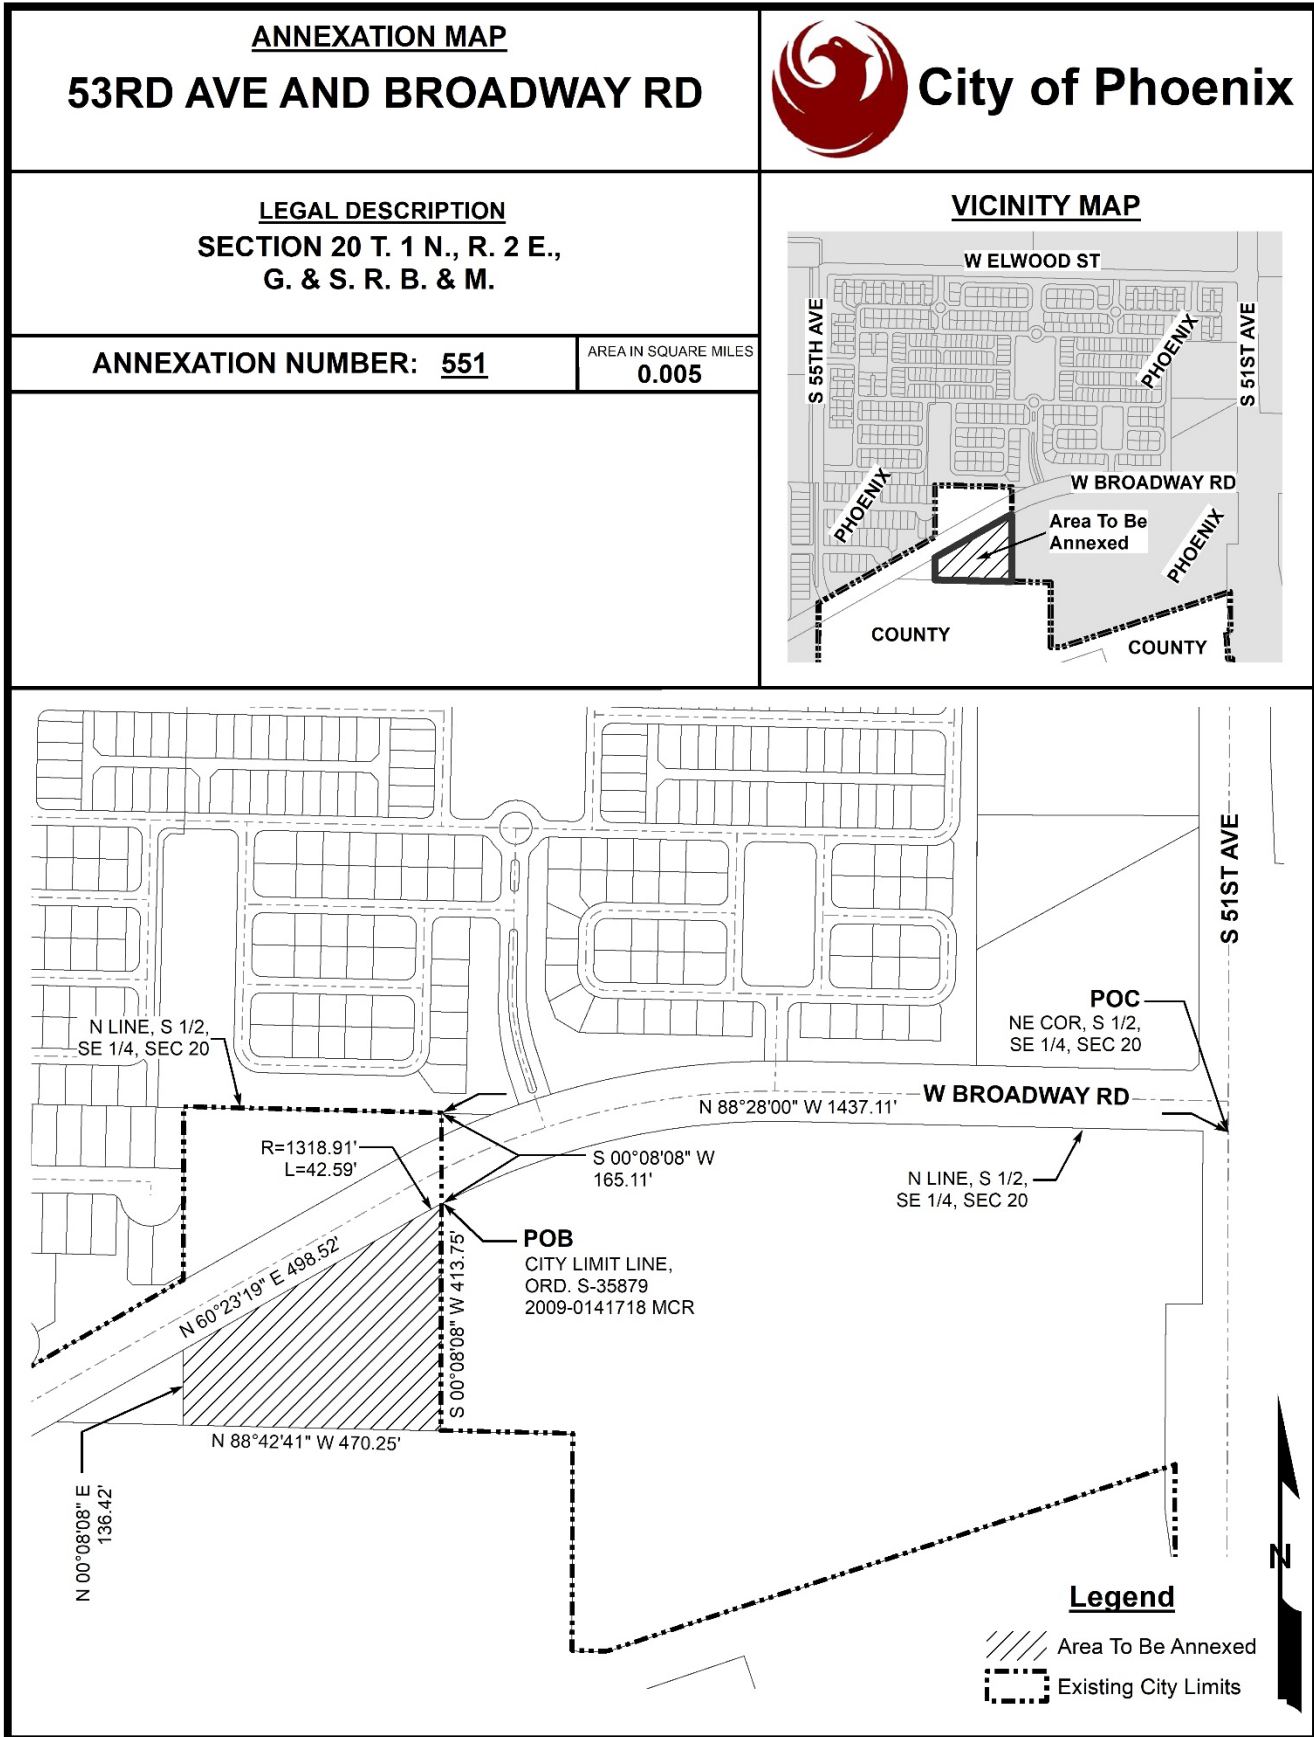 ANNEXATION MAP
53RD AVE AND BROADWAY RD
City of Phoenix
LEGAL DESCRIPTION
SECTION 20 T. 1 N., R. 2 E.,
G. & S. R. B. & M.
ANNEXATION NUMBER: 551
AREA IN SQUARE MILES
0.005
VICINITY MAP
W ELWOOD ST
S 55TH AVE
PHOENIX
S 51ST AVE
PHOENIX
W BROADWAY RD
Area To Be
Annexed
PHOENIX
COUNTY
COUNTY
S 51ST AVE
POC
NE COR, S 1/2,
SE 1/4, SEC 20
N LINE, S 1/2,
SE 1/4, SEC 20
W BROADWAY RD
N 88°28'00" W 1437.11'
R=1318.91'
L=42.59'
S 00°08'08" W
165.11'
N LINE, S 1/2,
SE 1/4, SEC 20
POB
CITY LIMIT LINE,
ORD. S-35879
2009-0141718 MCR
N 60°23'19" E 498.52'
S 00°08'08" W 413.75'
N 88°42'41" W 470.25'
N 00°08'08" E
136.42'
N
Legend
Area To Be Annexed
Existing City Limits